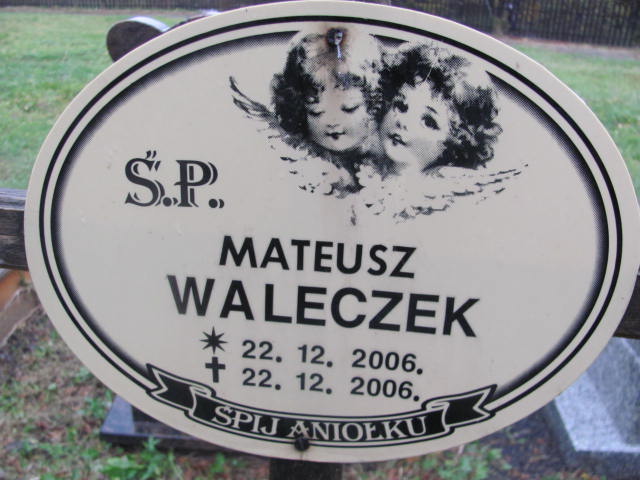 Ś.P.
MATEUSZ
WALECZEK
* 22. 12. 2006.
✝ 22. 12. 2006.
ŚPIJ ANIOŁKU